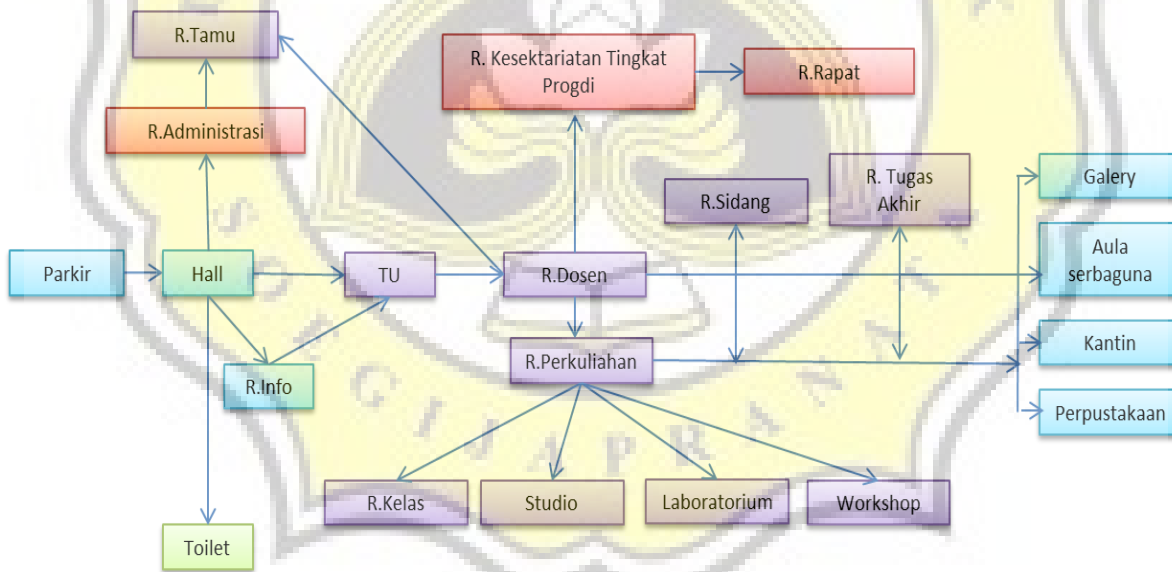 R.Tamu
R. Kesektariatan Tingkat
Progdi
R.Rapat
R.Administrasi
R. Tugas
Akhir
Galery
R.Sidang
Parkir
Hall
TU
R.Dosen
Aula
serbaguna
R.Perkuliahan
Kantin
R.Info
Perpustakaan
R.Kelas
Studio
Laboratorium
Workshop
Toilet